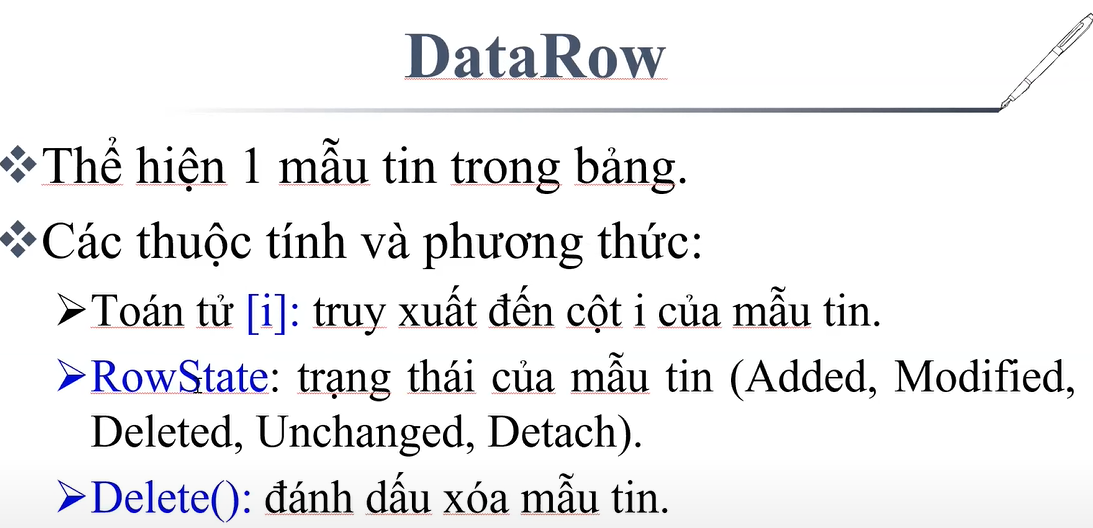 DataRow
❖Thể hiện 1 mẫu tin trong bảng.
❖Các thuộc tính và phương thức:
➢Toán tử [i]: truy xuất đến cột i của mẫu tin.
➢RowState: trạng thái của mẫu tin (Added, Modified,
Deleted, Unchanged, Detach).
➢Delete(): đánh dấu xóa mẫu tin.